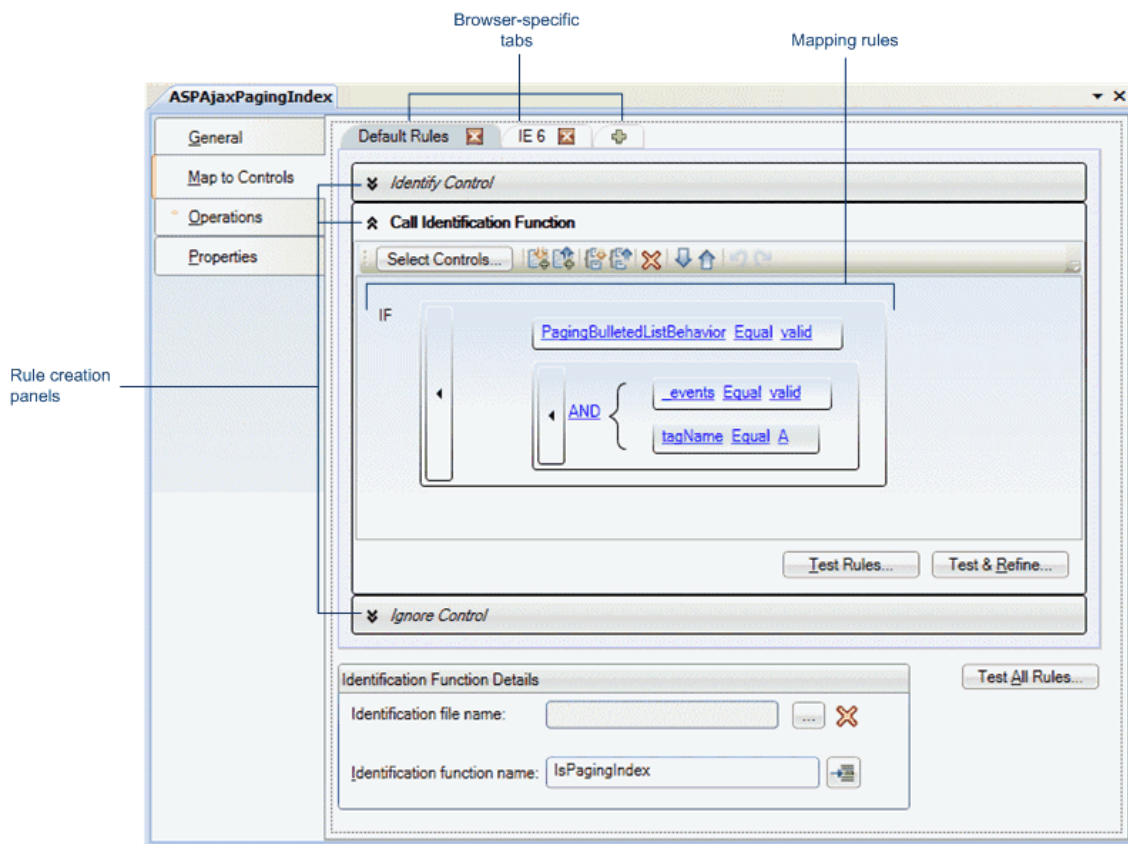 Browser-specific
tabs
Mapping rules
ASPAjaxPagingIndex
General
Map to Controls
Operations
Properties
Default Rules
IE 6
Identify Control
Call Identification Function
Select Controls...
IF
PagingBulletedListBehavior Equal valid
AND
_events Equal valid
tagName Equal A
Rule creation
panels
Test Rules...
Test & Refine...
Ignore Control
Test All Rules...
Identification Function Details
Identification file name:
...
Identification function name:
IsPagingIndex